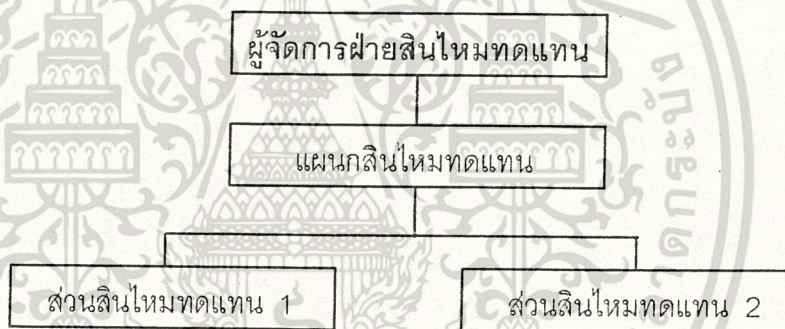 ผู้จัดการฝ่ายสินไหมทดแทน
แผนกสินไหมทดแทน
ส่วนสินไหมทดแทน 1
ส่วนสินไหมทดแทน 2